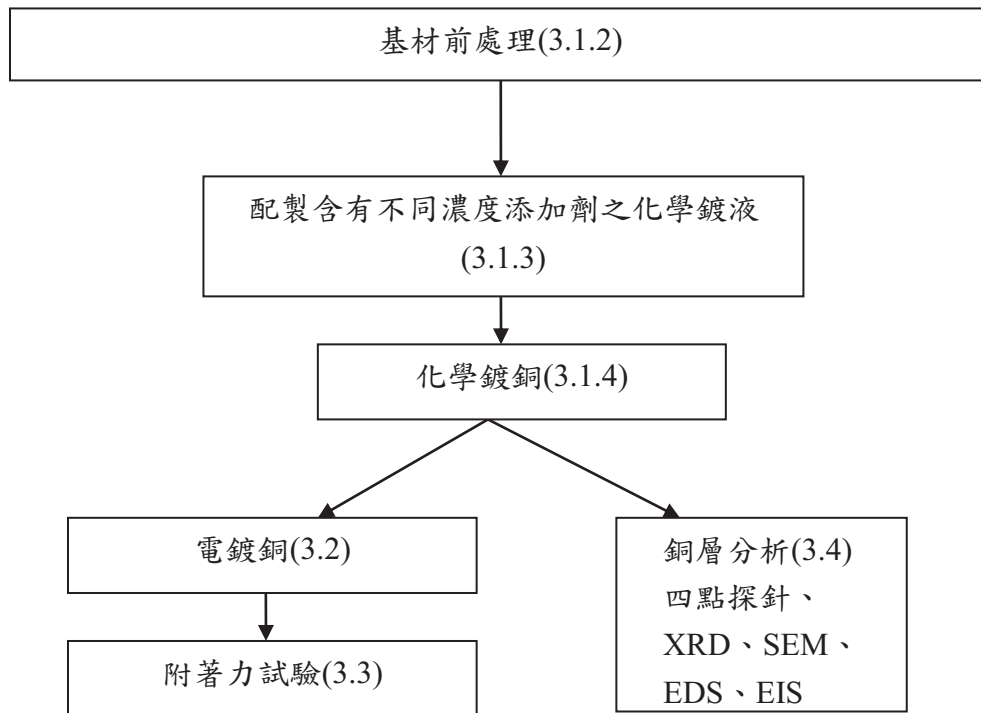 基材前處理(3.1.2)
配製含有不同濃度添加劑之化學鍍液
(3.1.3)
化學鍍銅(3.1.4)
電鍍銅(3.2)
附著力試驗(3.3)
銅層分析(3.4)
四點探針、
XRD、SEM、
EDS、EIS